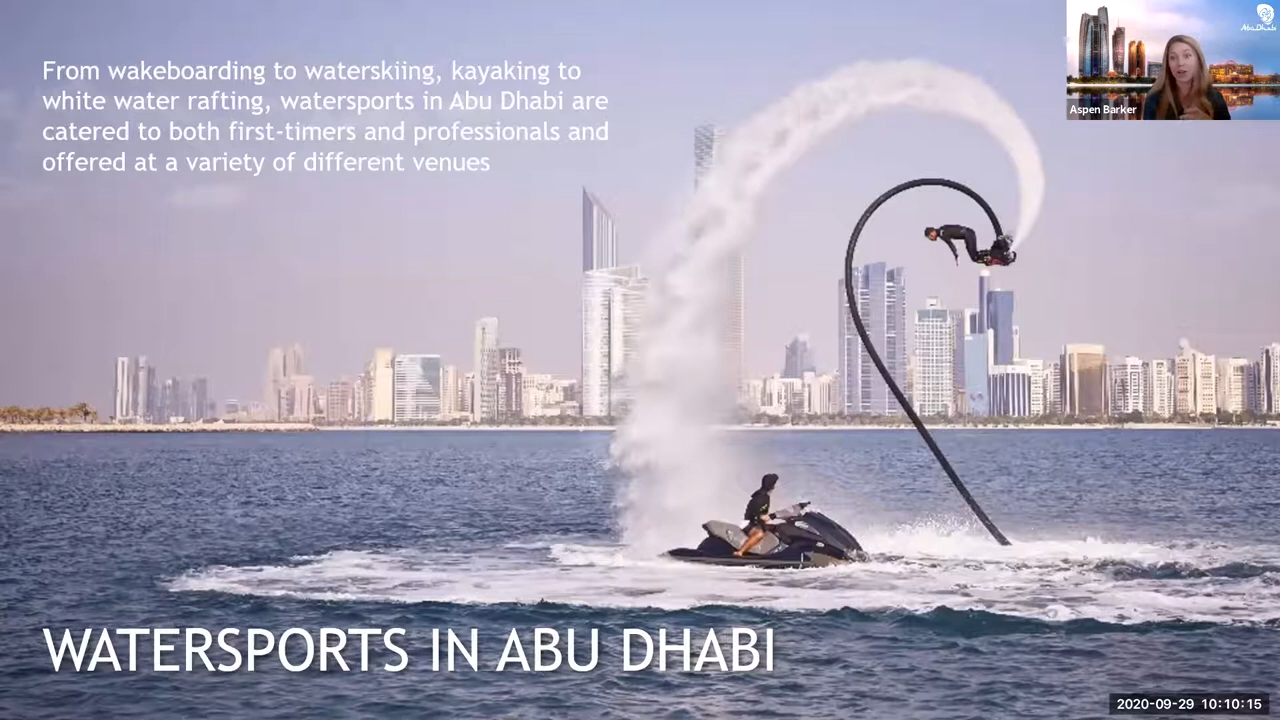 From wakeboarding to waterskiing, kayaking to
white water rafting, watersports in Abu Dhabi are
catered to both first-timers and professionals and
offered at a variety of different venues
Abu Dhabi
Aspen Barker
WATERSPORTS IN ABU DHABI
2020-09-29 10:10:15